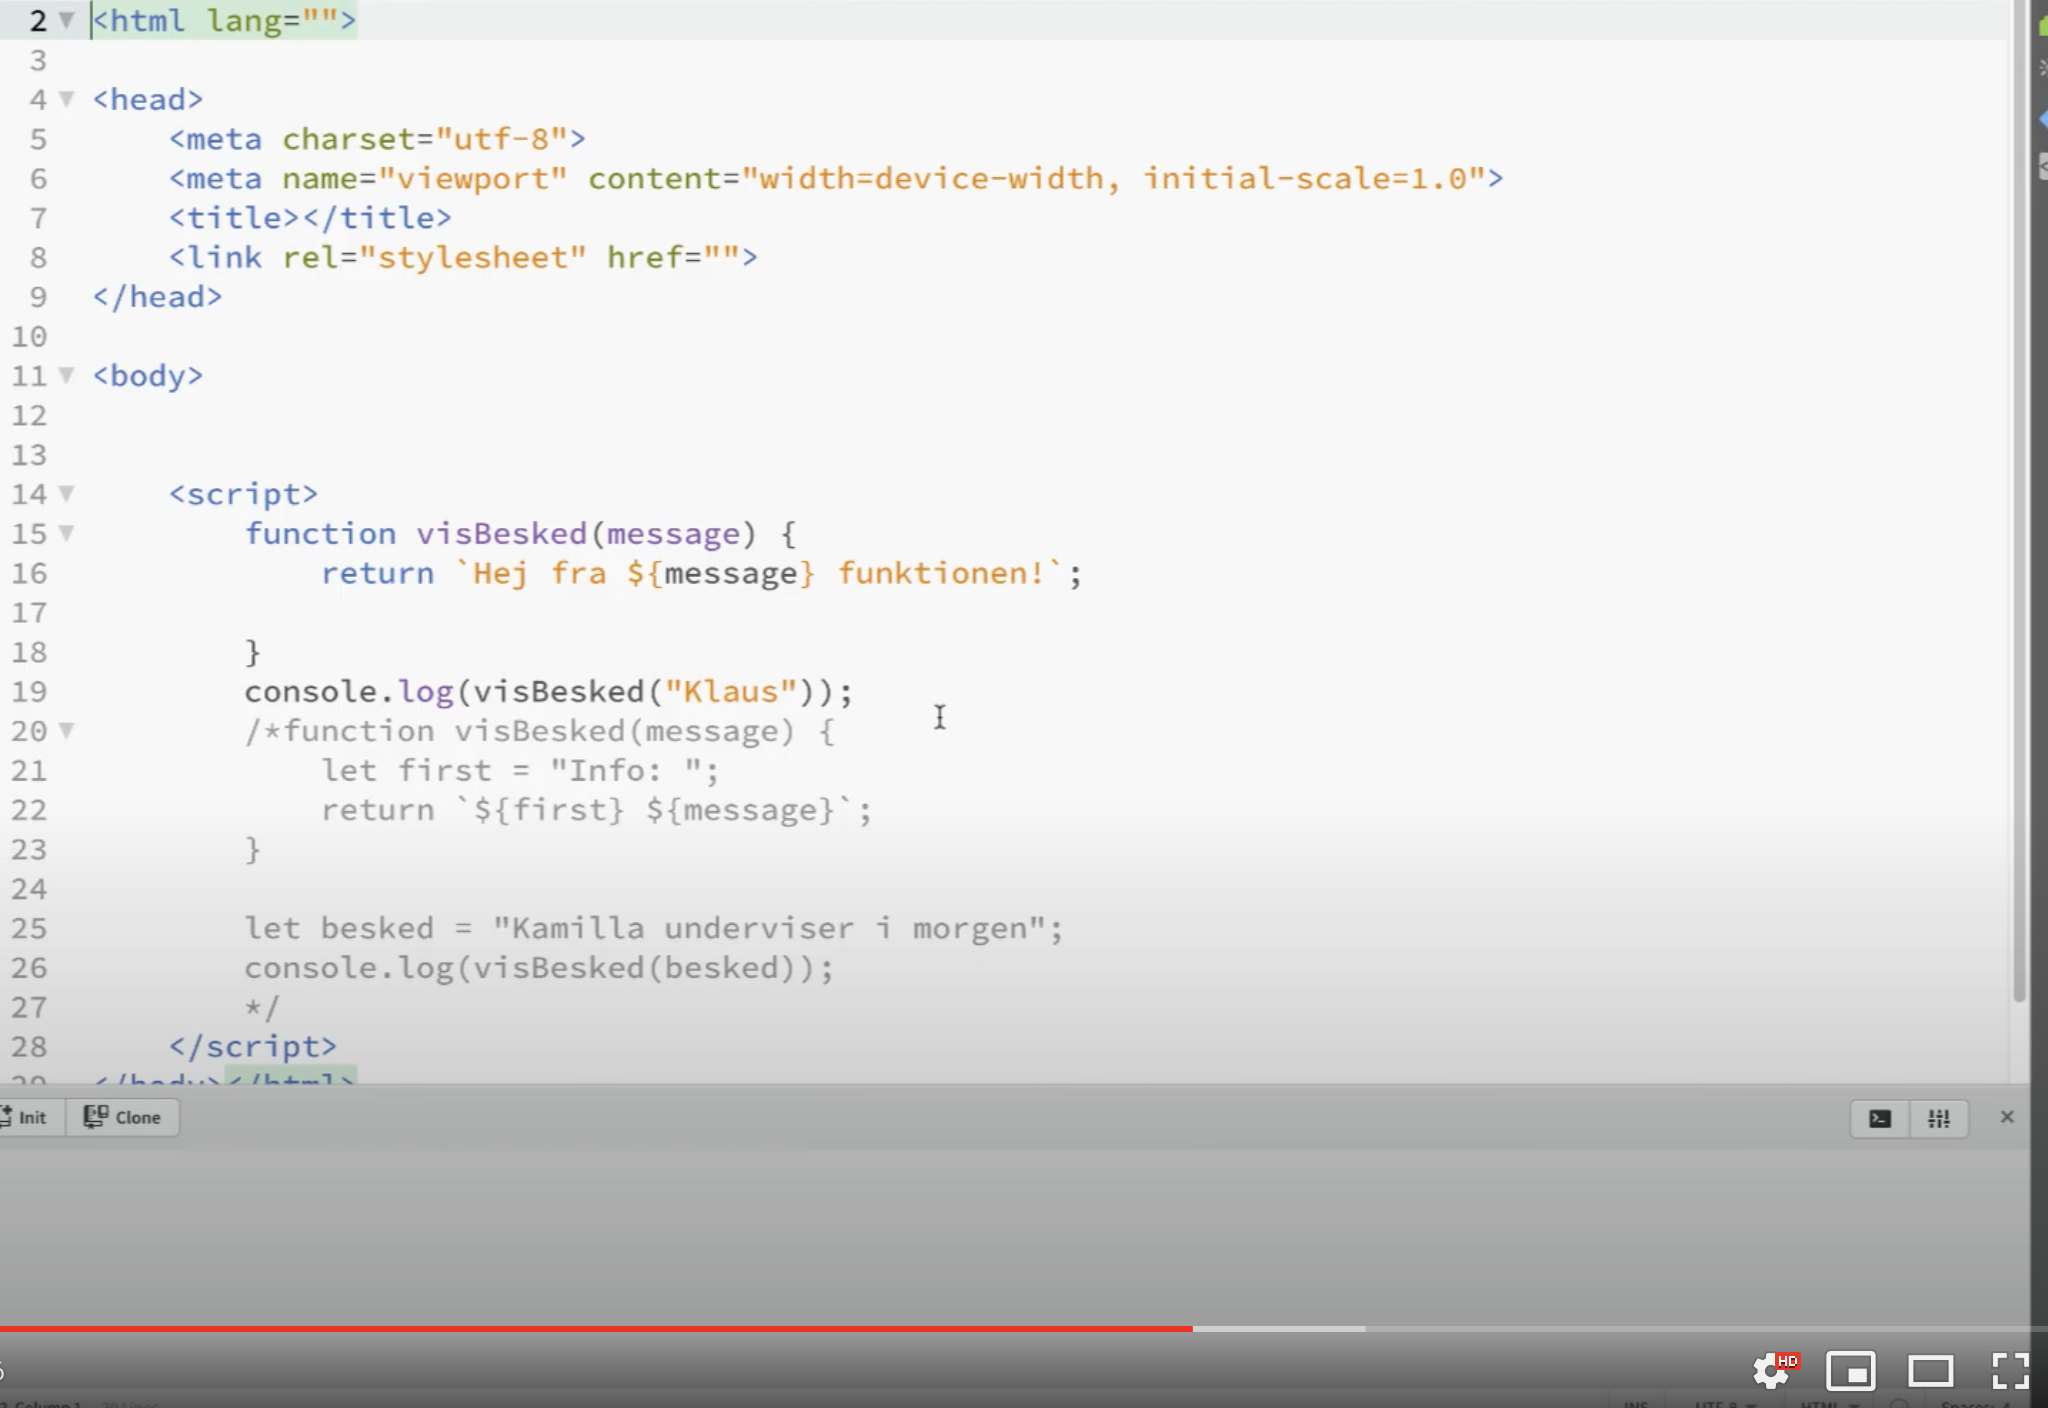 2 <html lang="">
3
4 <head>
5 <meta charset="utf-8">
6 <meta name="viewport" content="width=device-width, initial-scale=1.0">
7 <title></title>
8 <link rel="stylesheet" href="">
9 </head>
10
11 <body>
12
13
14 <script>
15 function visBesked(message) {
16 return `Hej fra ${message} funktionen!`;
17
18 }
19 console.log(visBesked("Klaus"));
20 /*function visBesked(message) {
21 let first = "Info: ";
22 return `${first} ${message}`;
23 }
24
25 let besked = "Kamilla underviser i morgen";
26 console.log(visBesked(besked));
27 */
28 </script>
29 </body></html>
Init Clone
HD